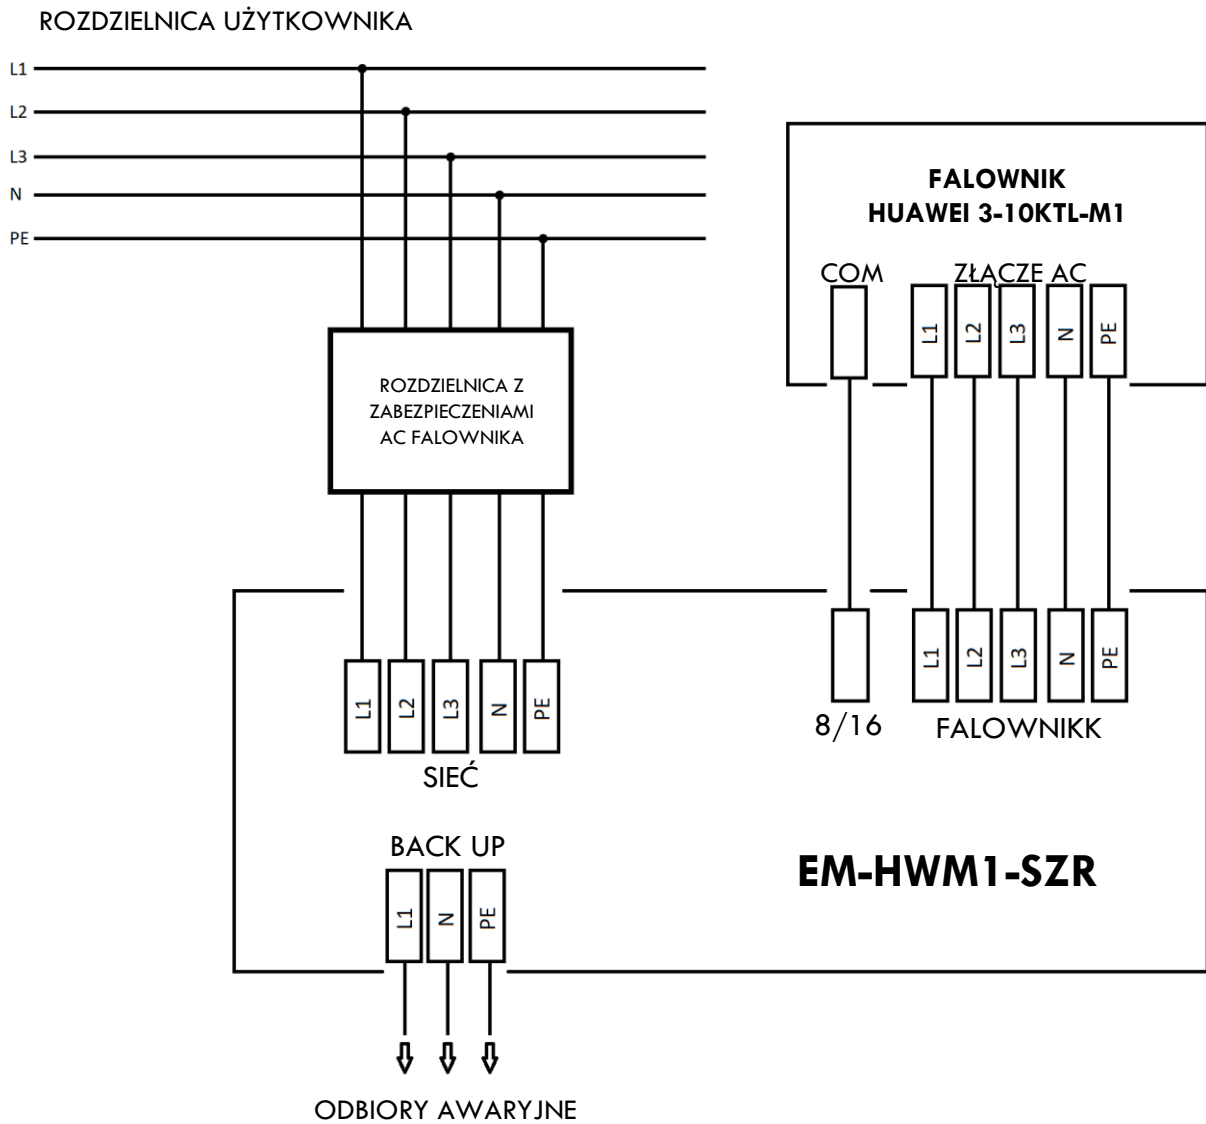 ROZDZIELNICA UŻYTKOWNIKA
L1
L2
L3
N
PE
FALOWNIK
HUAWEI 3-10KTL-M1
COM
ZŁĄCZE AC
L1
L2
L3
N
PE
ROZDZIELNICA Z
ZABEZPIECZENIAMI
AC FALOWNIKA
L1
L2
L3
N
PE
8/16
FALOWNIKK
L1
L2
L3
N
PE
SIEĆ
BACK UP
L1
N
PE
EM-HWM1-SZR
ODBIORY AWARYJNE